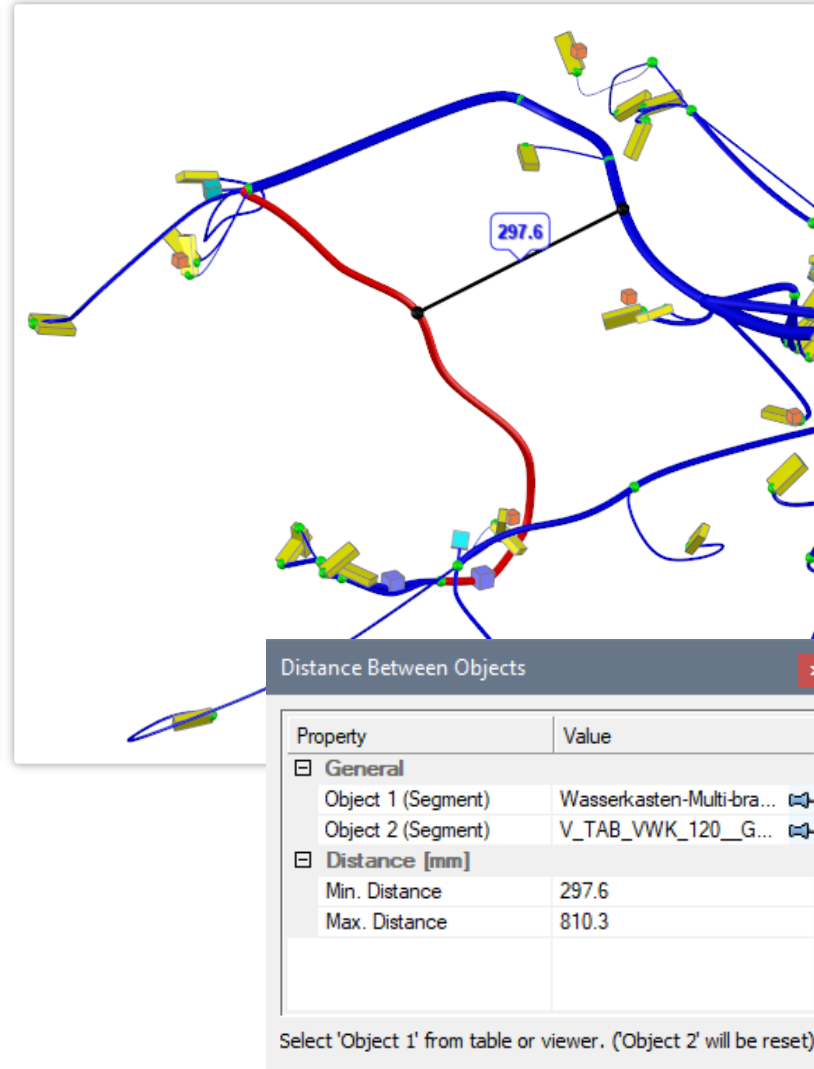 297.6
Distance Between Objects
Property Value
General
Object 1 (Segment) Wasserkasten-Multi-bra...
Object 2 (Segment) V_TAB_VWK_120__G...
Distance [mm]
Min. Distance 297.6
Max. Distance 810.3
Select 'Object 1' from table or viewer. ('Object 2' will be reset)